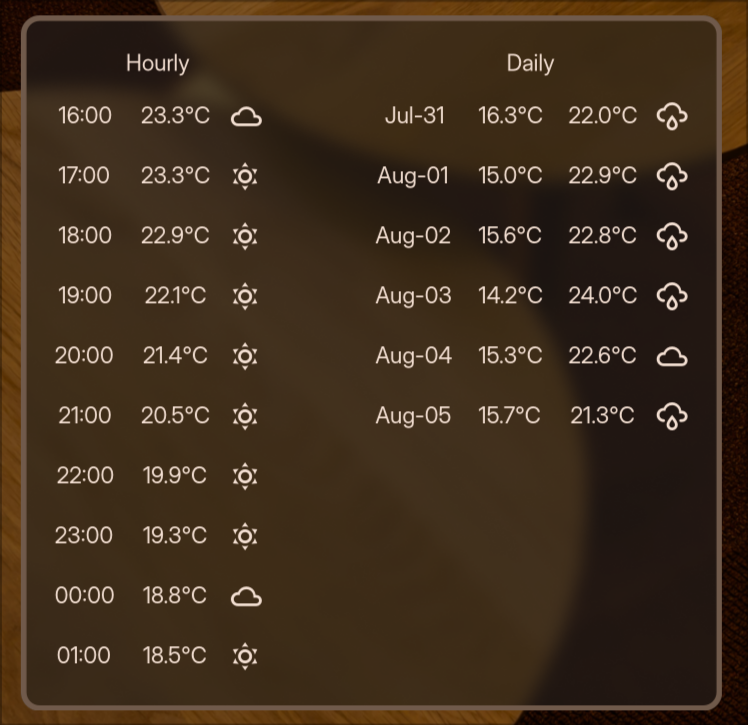 Hourly
16:00 23.3°C
17:00 23.3°C
18:00 22.9°C
19:00 22.1°C
20:00 21.4°C
21:00 20.5°C
22:00 19.9°C
23:00 19.3°C
00:00 18.8°C
01:00 18.5°C
Daily
Jul-31 16.3°C 22.0°C
Aug-01 15.0°C 22.9°C
Aug-02 15.6°C 22.8°C
Aug-03 14.2°C 24.0°C
Aug-04 15.3°C 22.6°C
Aug-05 15.7°C 21.3°C